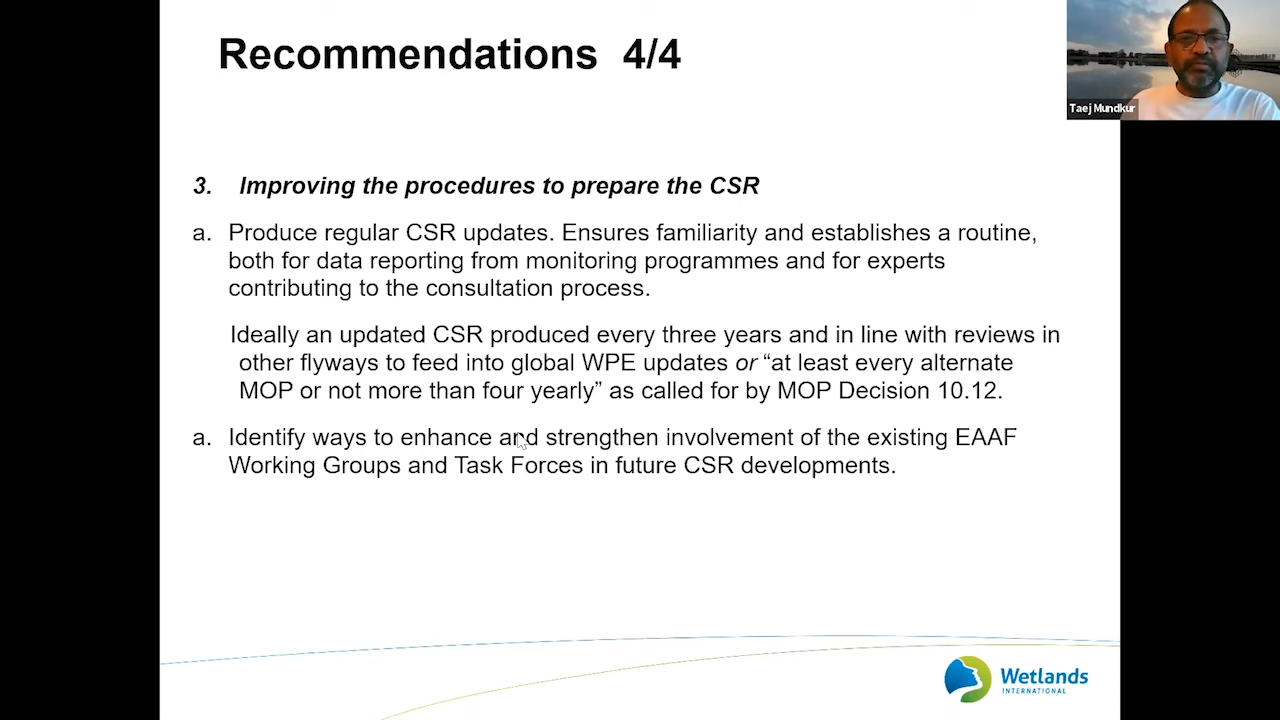 Recommendations 4/4
Taej Mundkur
3. Improving the procedures to prepare the CSR
a. Produce regular CSR updates. Ensures familiarity and establishes a routine,
both for data reporting from monitoring programmes and for experts
contributing to the consultation process.
Ideally an updated CSR produced every three years and in line with reviews in
other flyways to feed into global WPE updates or “at least every alternate
MOP or not more than four yearly” as called for by MOP Decision 10.12.
a. Identify ways to enhance and strengthen involvement of the existing EAAF
Working Groups and Task Forces in future CSR developments.
Wetlands
INTERNATIONAL